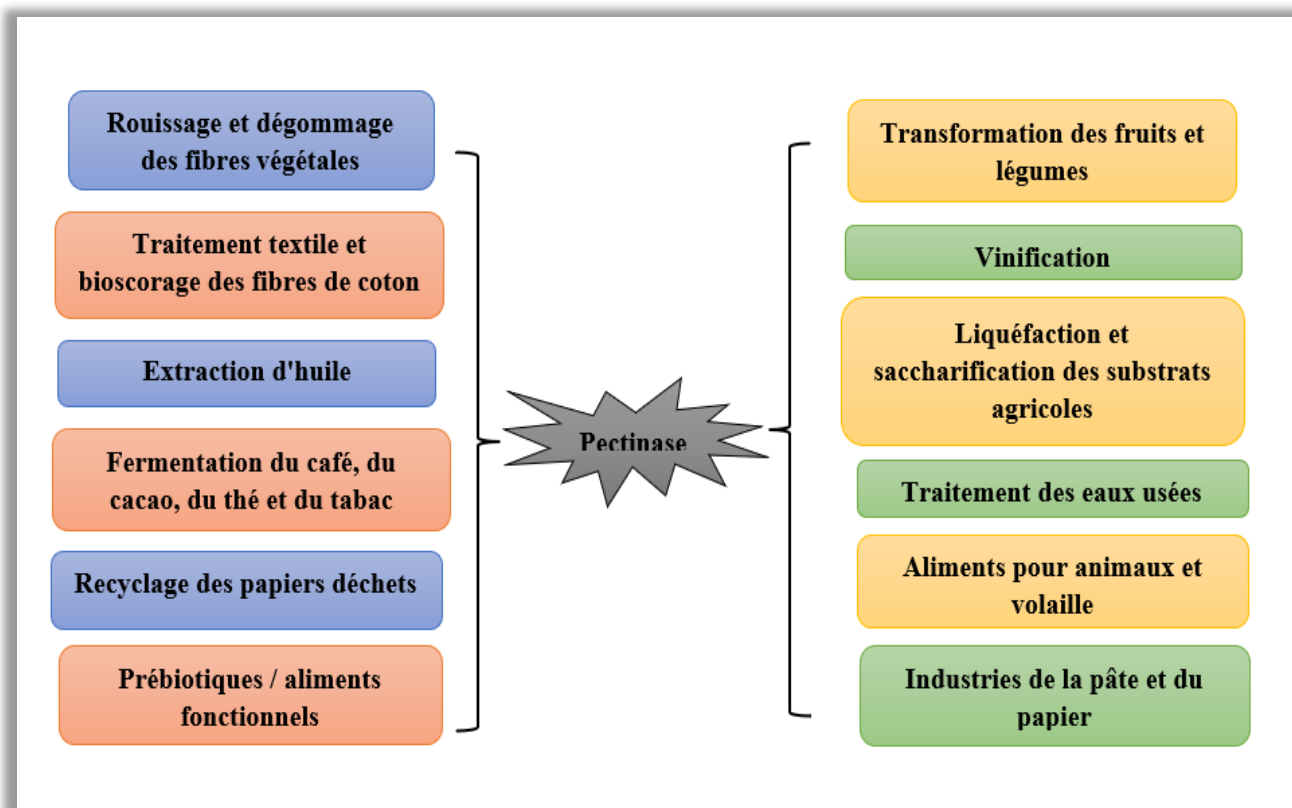 Rouissage et dégommage
des fibres végétales
Traitement textile et
bioscorage des fibres de coton
Extraction d'huile
Fermentation du café, du
cacao, du thé et du tabac
Recyclage des papiers déchets
Prébiotiques / aliments
fonctionnels
Pectinase
Transformation des fruits et
légumes
Vinification
Liquéfaction et
saccharification des substrats
agricoles
Traitement des eaux usées
Aliments pour animaux et
volaille
Industries de la pâte et du
papier